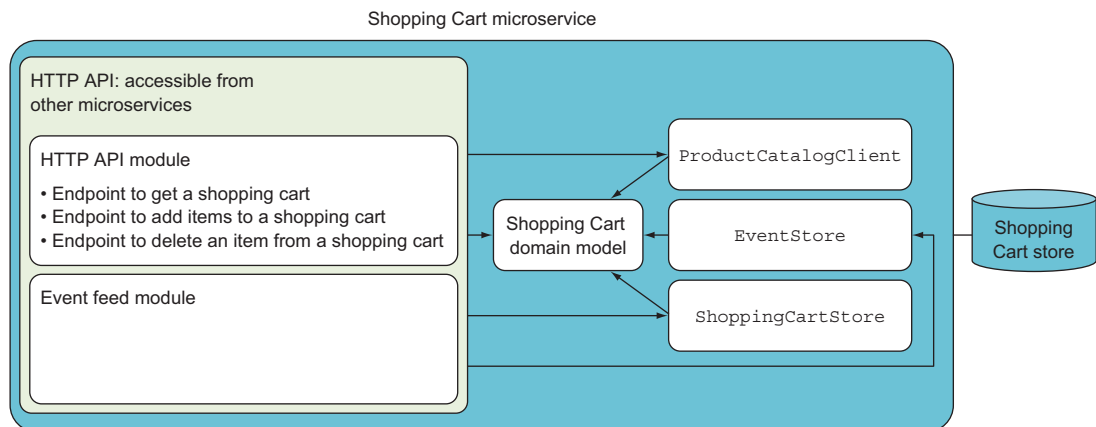 Shopping Cart microservice
HTTP API: accessible from
other microservices
HTTP API module
• Endpoint to get a shopping cart
• Endpoint to add items to a shopping cart
• Endpoint to delete an item from a shopping cart
Event feed module
Shopping Cart
domain model
ProductCatalogClient
EventStore
ShoppingCartStore
Shopping
Cart store